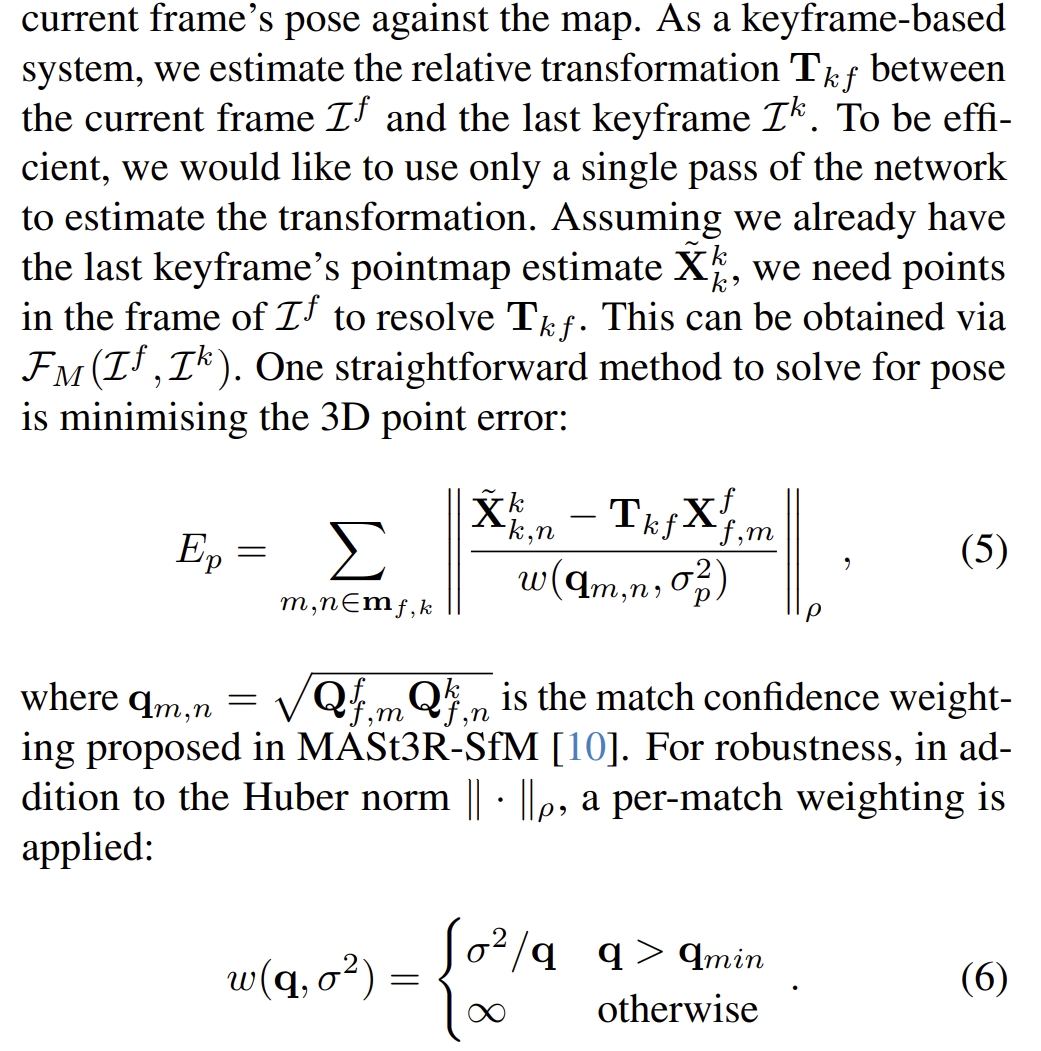 current frame's pose against the map. As a keyframe-based
system, we estimate the relative transformation $\mathbf{T}_{kf}$ between
the current frame $\mathcal{I}^f$ and the last keyframe $\mathcal{I}^k$. To be effi-
cient, we would like to use only a single pass of the network
to estimate the transformation. Assuming we already have
the last keyframe's pointmap estimate $\tilde{\mathbf{X}}_k^k$, we need points
in the frame of $\mathcal{I}^f$ to resolve $\mathbf{T}_{kf}$. This can be obtained via
$\mathcal{F}_M(\mathcal{I}^f, \mathcal{I}^k)$. One straightforward method to solve for pose
is minimising the 3D point error:
$E_p = \sum_{m,n \in \mathbf{m}_{f,k}} \left\| \frac{\tilde{\mathbf{X}}_{k,n}^k - \mathbf{T}_{kf} \mathbf{X}_{f,m}^f}{w(\mathbf{q}_{m,n}, \sigma_p^2)} \right\|_\rho ,$ (5)
where $\mathbf{q}_{m,n} = \sqrt{\mathbf{Q}_{f,m}^f \mathbf{Q}_{f,n}^k}$ is the match confidence weight-
ing proposed in MASt3R-SfM [10]. For robustness, in ad-
dition to the Huber norm $\| \cdot \|_\rho$, a per-match weighting is
applied:
$w(\mathbf{q}, \sigma^2) = \begin{cases} \sigma^2/\mathbf{q} & \mathbf{q} > \mathbf{q}_{min} \\ \infty & \text{otherwise} \end{cases} .$ (6)